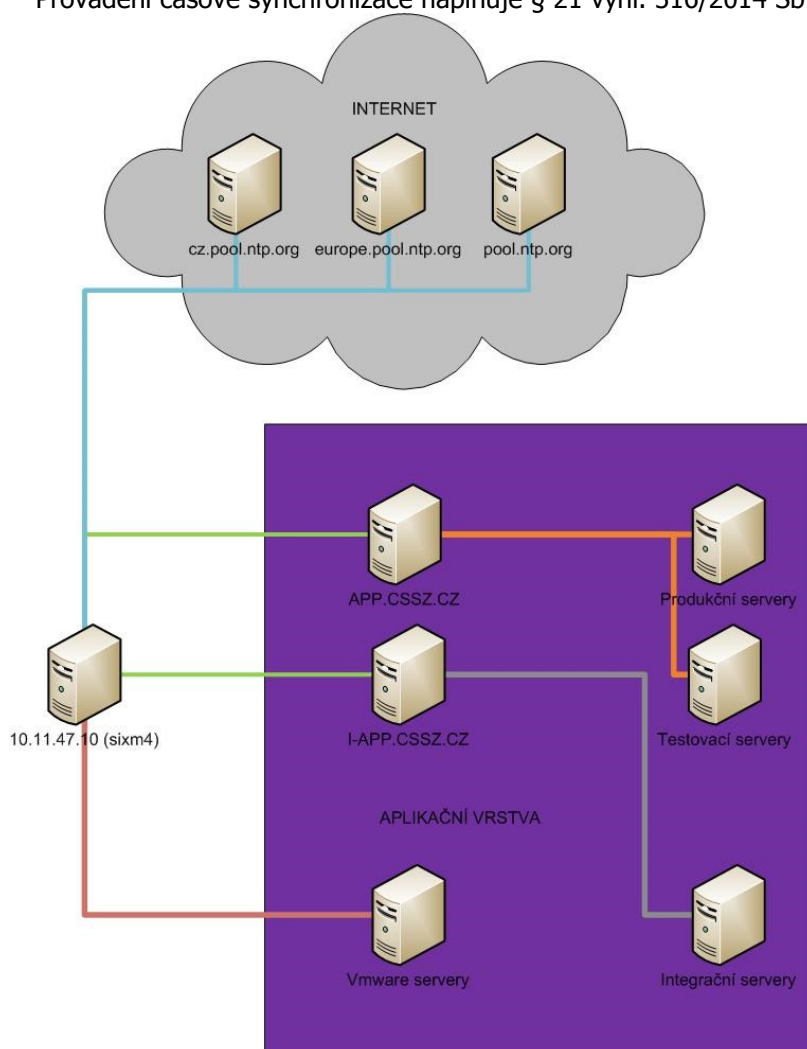 Provádění časové synchronizace naplňuje § 21 vyhl. 316/2014 Sb
INTERNET
cz.pool.ntp.org europe.pool.ntp.org pool.ntp.org
APP.CSSZ.CZ Produkční servery
10.11.47.10 (sixm4) I-APP.CSSZ.CZ Testovací servery
APLIKAČNÍ VRSTVA
Vmware servery Integrační servery